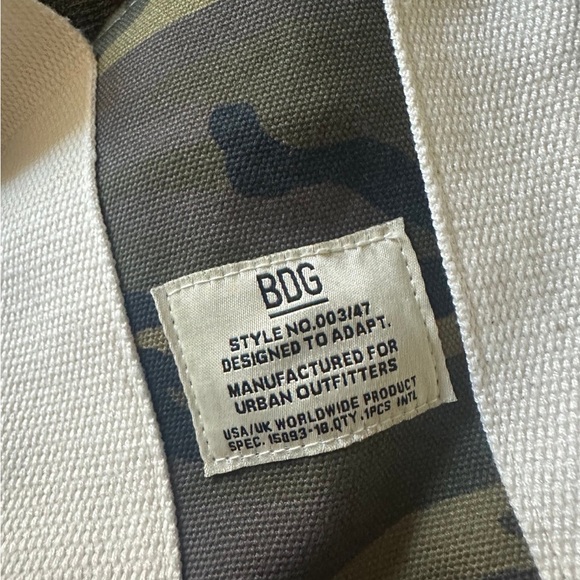 BDG
STYLE NO.003/47
DESIGNED TO ADAPT.
MANUFACTURED FOR
URBAN OUTFITTERS
USA/UK WORLDWIDE PRODUCT
SPEC. 15093-18.QTY.1PCS INTL